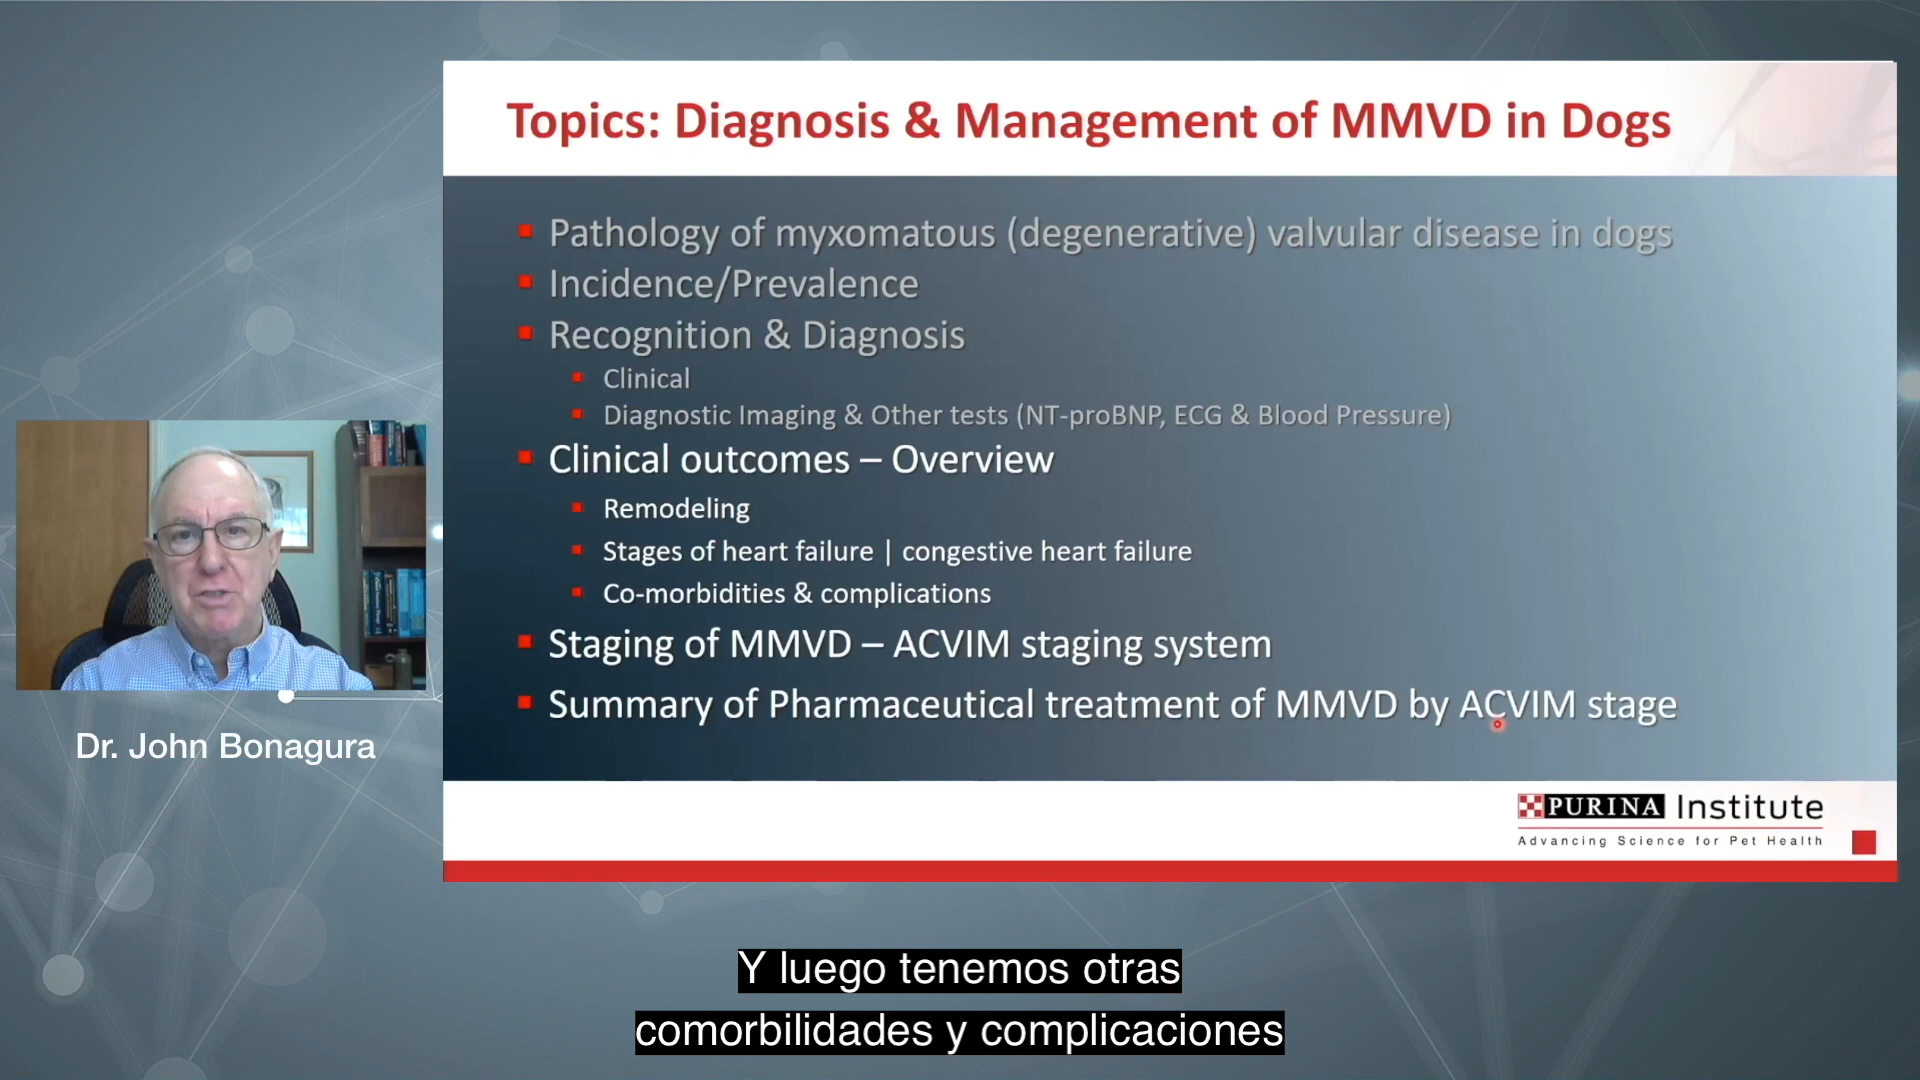 Topics: Diagnosis & Management of MMVD in Dogs
Pathology of myxomatous (degenerative) valvular disease in dogs
Incidence/Prevalence
Recognition & Diagnosis
Clinical
Diagnostic Imaging & Other tests (NT-proBNP, ECG & Blood Pressure)
Clinical outcomes – Overview
Remodeling
Stages of heart failure | congestive heart failure
Co-morbidities & complications
Staging of MMVD – ACVIM staging system
Summary of Pharmaceutical treatment of MMVD by ACVIM stage
Dr. John Bonagura
PURINA Institute
Advancing Science for Pet Health
Y luego tenemos otras
comorbilidades y complicaciones